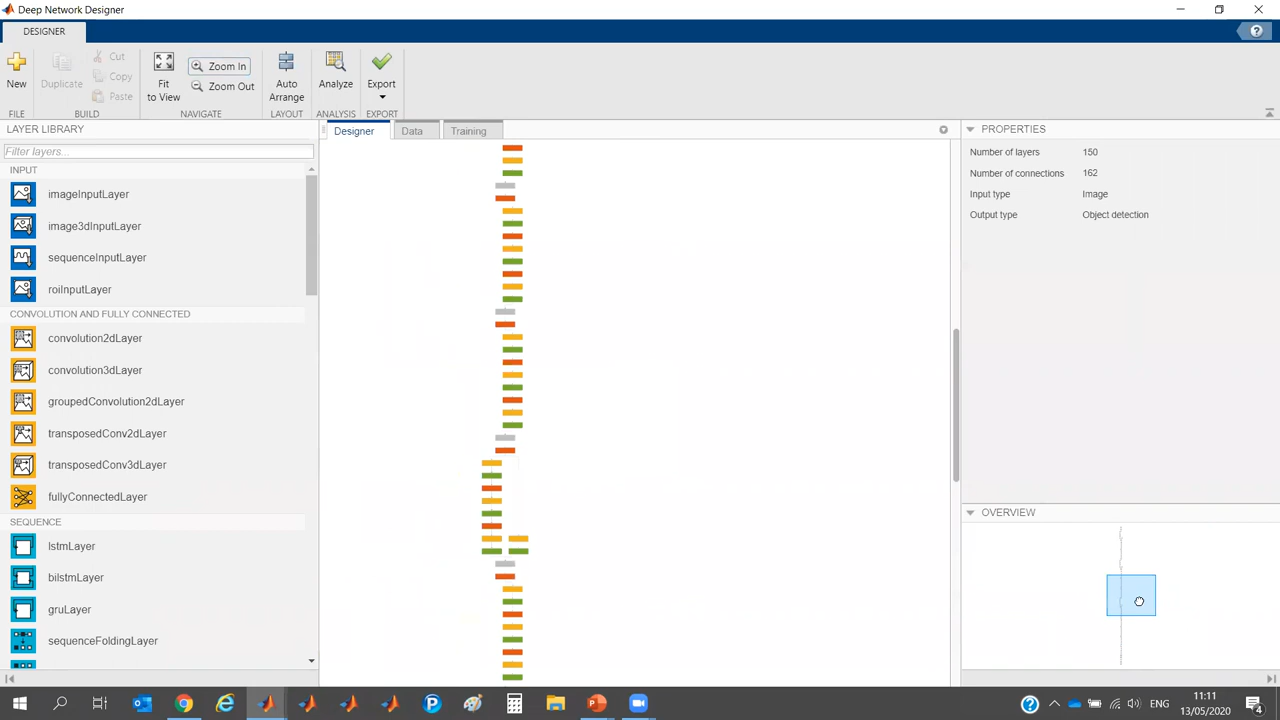 Deep Network Designer
DESIGNER
New
Duplicate
Cut
Copy
Paste
Fit
to View
Zoom In
Zoom Out
Auto
Arrange
Analyze
Export
FILE
BUILD
NAVIGATE
LAYOUT
ANALYSIS
EXPORT
LAYER LIBRARY
Filter layers...
INPUT
imageInputLayer
image3dInputLayer
sequenceInputLayer
roiInputLayer
CONVOLUTION AND FULLY CONNECTED
convolution2dLayer
convolution3dLayer
groupedConvolution2dLayer
transposedConv2dLayer
transposedConv3dLayer
fullyConnectedLayer
SEQUENCE
lstmLayer
bilstmLayer
gruLayer
sequenceFoldingLayer
Designer
Data
Training
PROPERTIES
Number of layers 150
Number of connections 162
Input type Image
Output type Object detection
OVERVIEW
ENG
11:11
13/05/2020
4